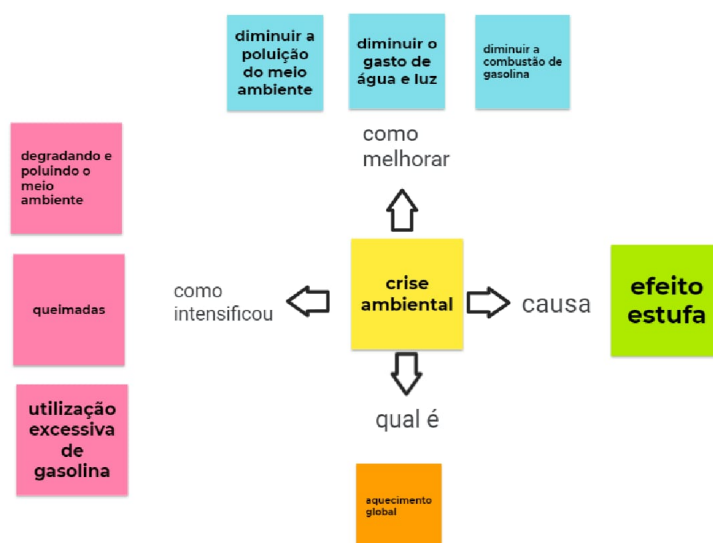 diminuir a
poluição
do meio
ambiente
diminuir o
gasto de
água e luz
diminuir a
combustão de
gasolina
como
melhorar
degradando e
poluindo o
meio
ambiente
queimadas
utilização
excessiva
de
gasolina
como
intensificou
crise
ambiental
causa
efeito
estufa
qual é
aquecimento
global